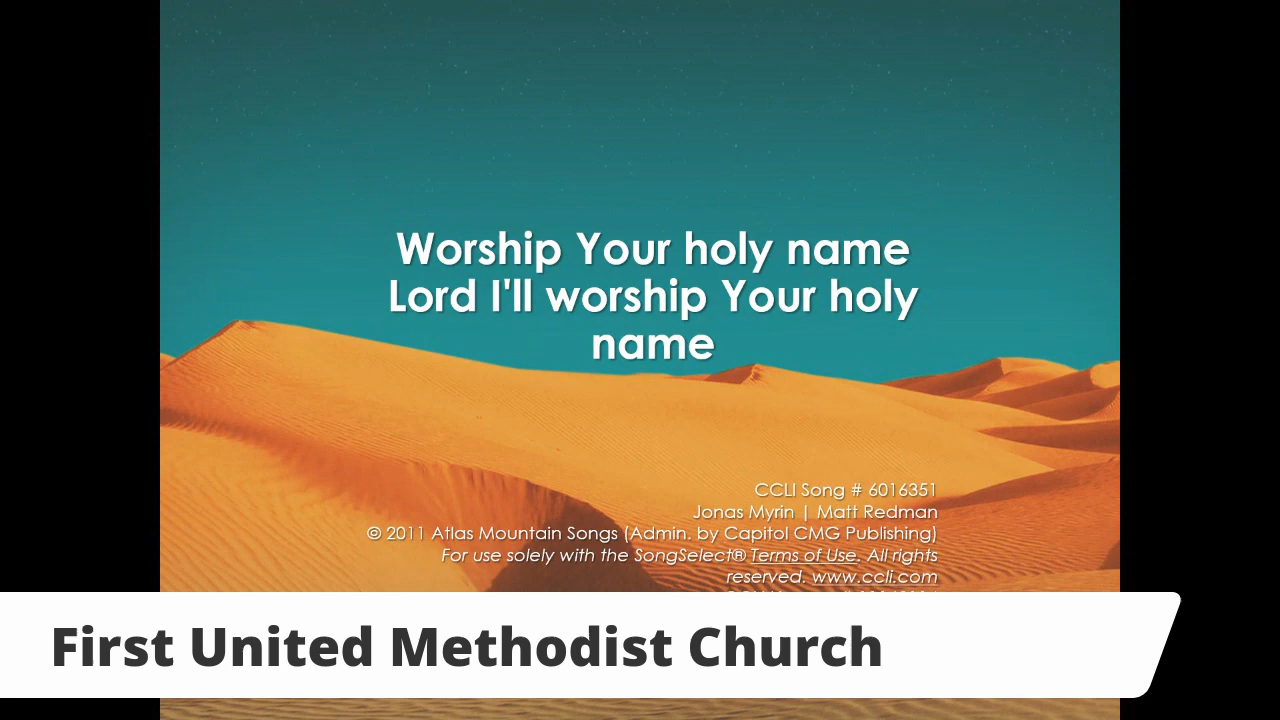 Worship Your holy name
Lord I'll worship Your holy
name
CCLI Song # 6016351
Jonas Myrin | Matt Redman
© 2011 Atlas Mountain Songs (Admin. by Capitol CMG Publishing)
For use solely with the SongSelect® Terms of Use. All rights
reserved. www.ccli.com
First United Methodist Church